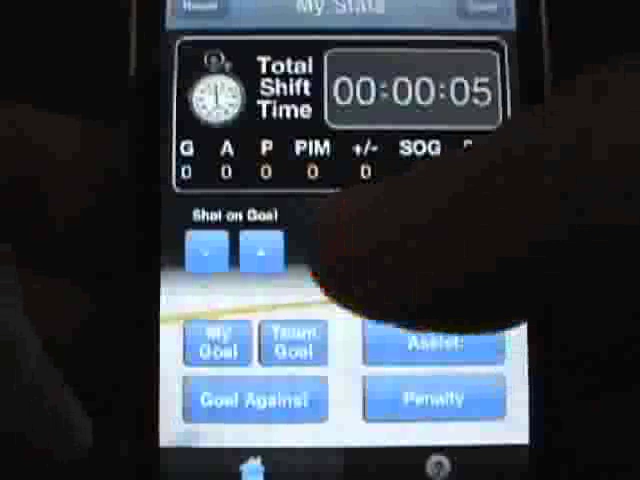 My Stats
Total
Shift
Time
00:00:05
G A P PIM +/- SOG
0 0 0 0 0
Shot on Goal
My
Goal
Team
Goal
Assist
Goal Against
Penalty